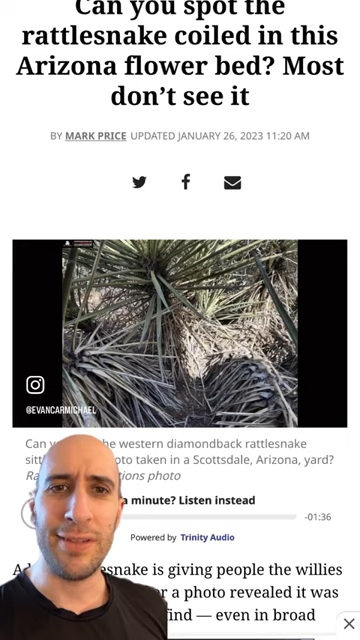 Can you spot the
rattlesnake coiled in this
Arizona flower bed? Most
don't see it
BY MARK PRICE UPDATED JANUARY 26, 2023 11:20 AM
@EVANCARMICHAEL
Can yo he western diamondback rattlesnake
sitt oto taken in a Scottsdale, Arizona, yard?
Ra tions photo
a minute? Listen instead
-01:36
Powered by Trinity Audio
A esnake is giving people the willies
r a photo revealed it was
find — even in broad